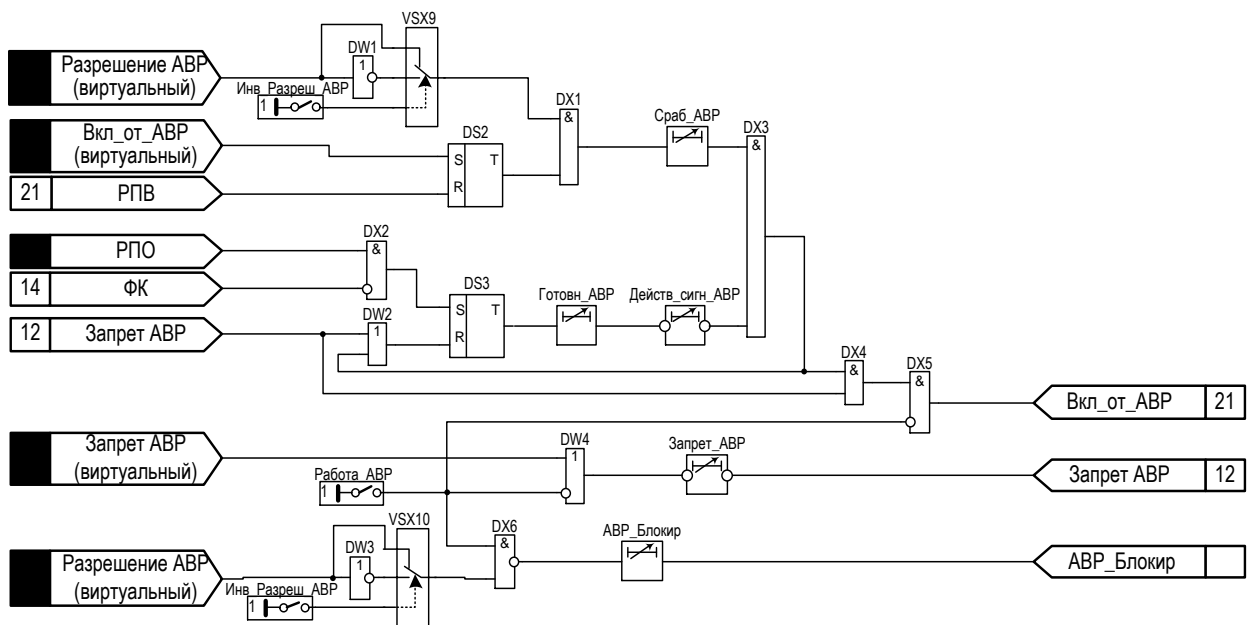 VSX9
Разрешение АВР
(виртуальный)
DW1
1
Инв_Разреш_АВР
1
DX1
&
Сраб_АВР
DX3
&
Вкл_от_АВР
(виртуальный)
DS2
S T
R
21 РПВ
РПО
DX2
&
14 ФК
DS3
S T
R
Готовн_АВР
Действ_сигн_АВР
12 Запрет АВР
DW2
1
DX4
&
DX5
&
Вкл_от_АВР 21
Запрет АВР
(виртуальный)
DW4
1
Запрет_АВР
Запрет АВР 12
Работа_АВР
1
VSX10
DX6
&
АВР_Блокир
АВР_Блокир
Разрешение АВР
(виртуальный)
DW3
1
Инв_Разреш_АВР
1